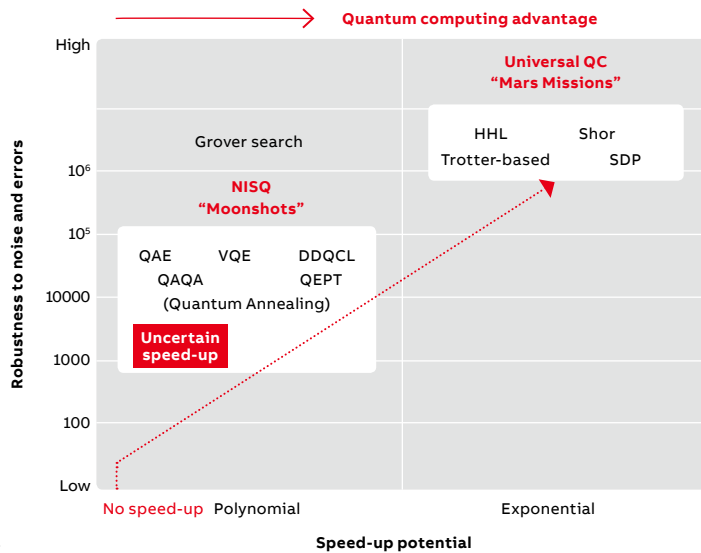 Quantum computing advantage
High
Universal QC
“Mars Missions”
HHL Shor
Grover search
Trotter-based SDP
10⁶
NISQ
“Moonshots”
10⁵
QAE VQE DDQCL
QAQA QEPT
10000
(Quantum Annealing)
Uncertain
speed-up
1000
100
Low
Robustness to noise and errors
No speed-up Polynomial Exponential
Speed-up potential